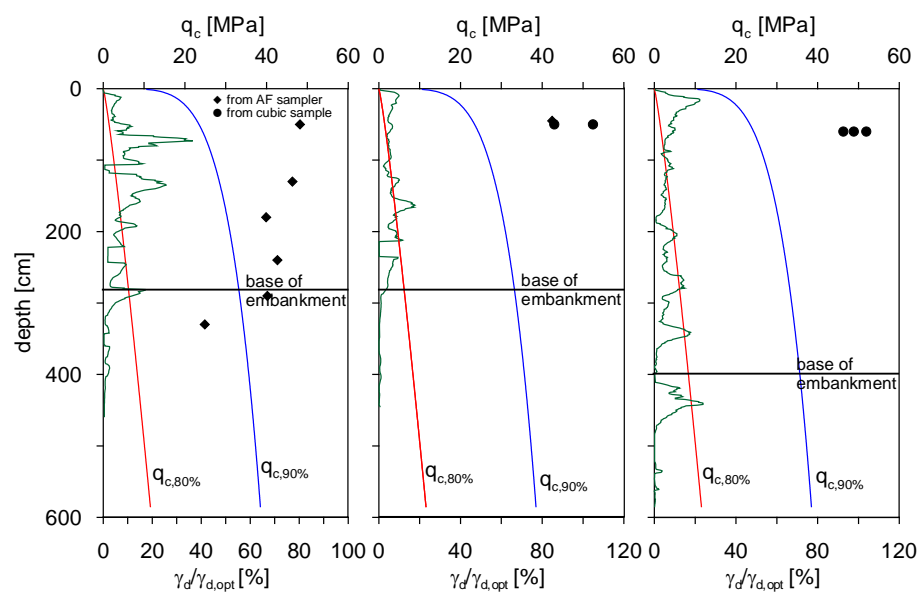 q_c [MPa]
q_c [MPa]
q_c [MPa]
0 20 40 60
0 20 40 60
0 20 40 60
0
200
400
600
depth [cm]
from AF sampler
from cubic sample
base of
embankment
base of
embankment
base of
embankment
q_c,80%
q_c,90%
q_c,80%
q_c,90%
q_c,80%
q_c,90%
0 20 40 60 80 100
0 40 80 120
0 40 80 120
γ_d/γ_d,opt [%]
γ_d/γ_d,opt [%]
γ_d/γ_d,opt [%]